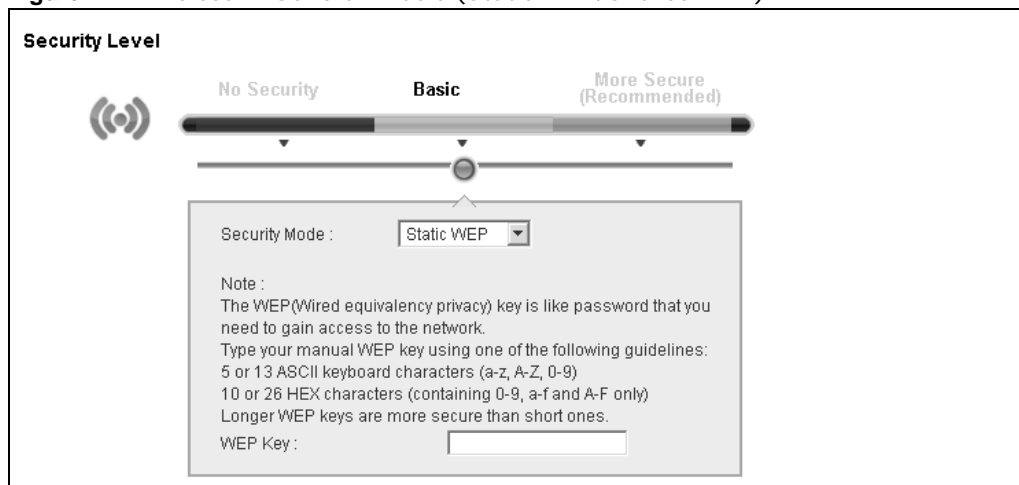 Security Level
No Security
Basic
More Secure
(Recommended)
Security Mode :
Static WEP
Note :
The WEP(Wired equivalency privacy) key is like password that you
need to gain access to the network.
Type your manual WEP key using one of the following guidelines:
5 or 13 ASCII keyboard characters (a-z, A-Z, 0-9)
10 or 26 HEX characters (containing 0-9, a-f and A-F only)
Longer WEP keys are more secure than short ones.
WEP Key :